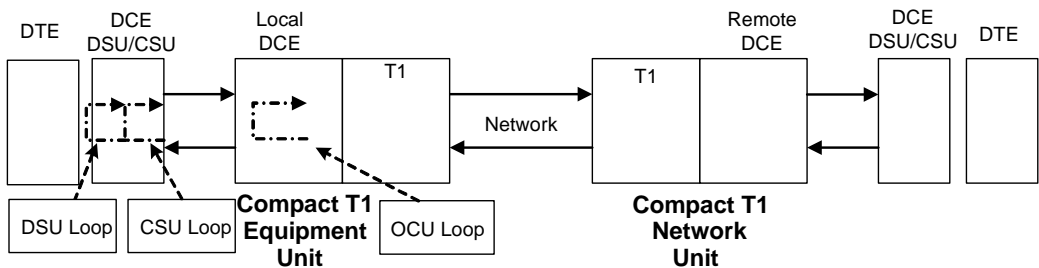 DTE
DCE
DSU/CSU
Local
DCE
T1
Remote
DCE
T1
DCE
DSU/CSU
DTE
Network
DSU Loop
CSU Loop
Compact T1
Equipment
Unit
OCU Loop
Compact T1
Network
Unit